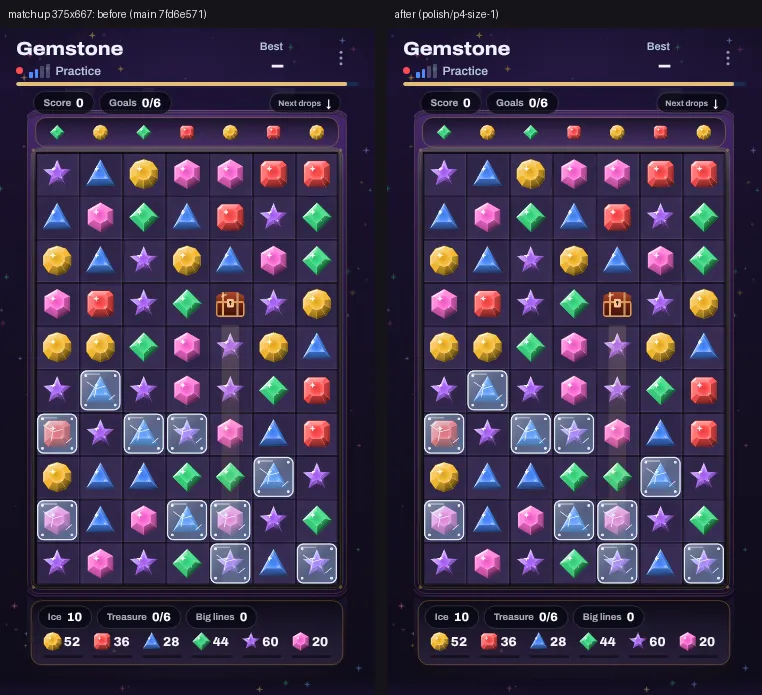 matchup 375x667: before (main 7fd6e571)
Gemstone
Best
Practice
Score 0
Goals 0/6
Next drops ↓
Ice 10
Treasure 0/6
Big lines 0
52 36 28 44 60 20
after (polish/p4-size-1)
Gemstone
Best
Practice
Score 0
Goals 0/6
Next drops ↓
Ice 10
Treasure 0/6
Big lines 0
52 36 28 44 60 20